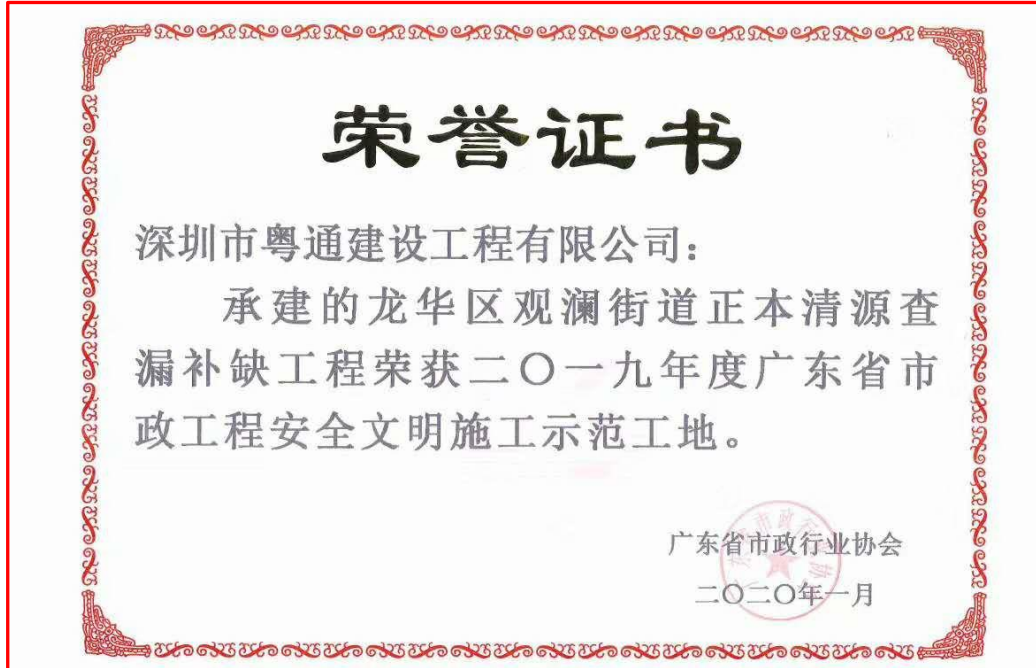 荣誉证书
深圳市粤通建设工程有限公司：
承建的龙华区观澜街道正本清源查
漏补缺工程荣获二〇一九年度广东省市
政工程安全文明施工示范工地。
广东省市政行业协会
二〇二〇年一月